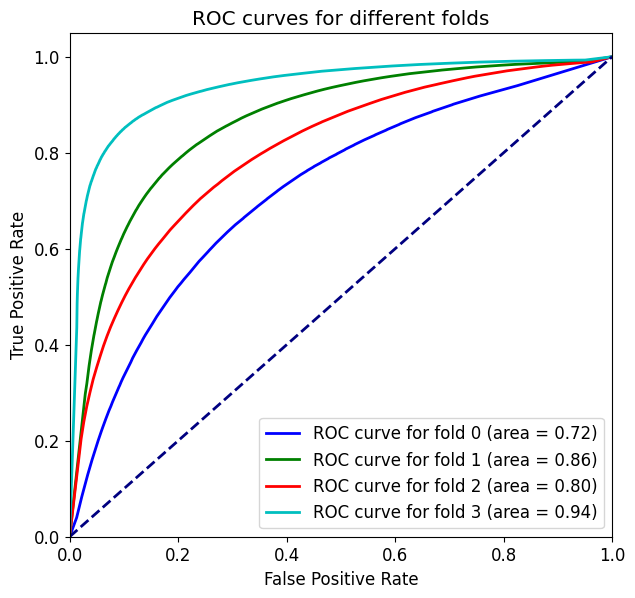 ROC curves for different folds
True Positive Rate
1.0
0.8
0.6
0.4
0.2
0.0
ROC curve for fold 0 (area = 0.72)
ROC curve for fold 1 (area = 0.86)
ROC curve for fold 2 (area = 0.80)
ROC curve for fold 3 (area = 0.94)
0.0 0.2 0.4 0.6 0.8 1.0
False Positive Rate